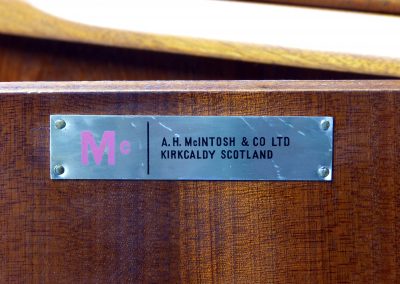 Mc
A.H. McINTOSH & CO LTD
KIRKCALDY SCOTLAND